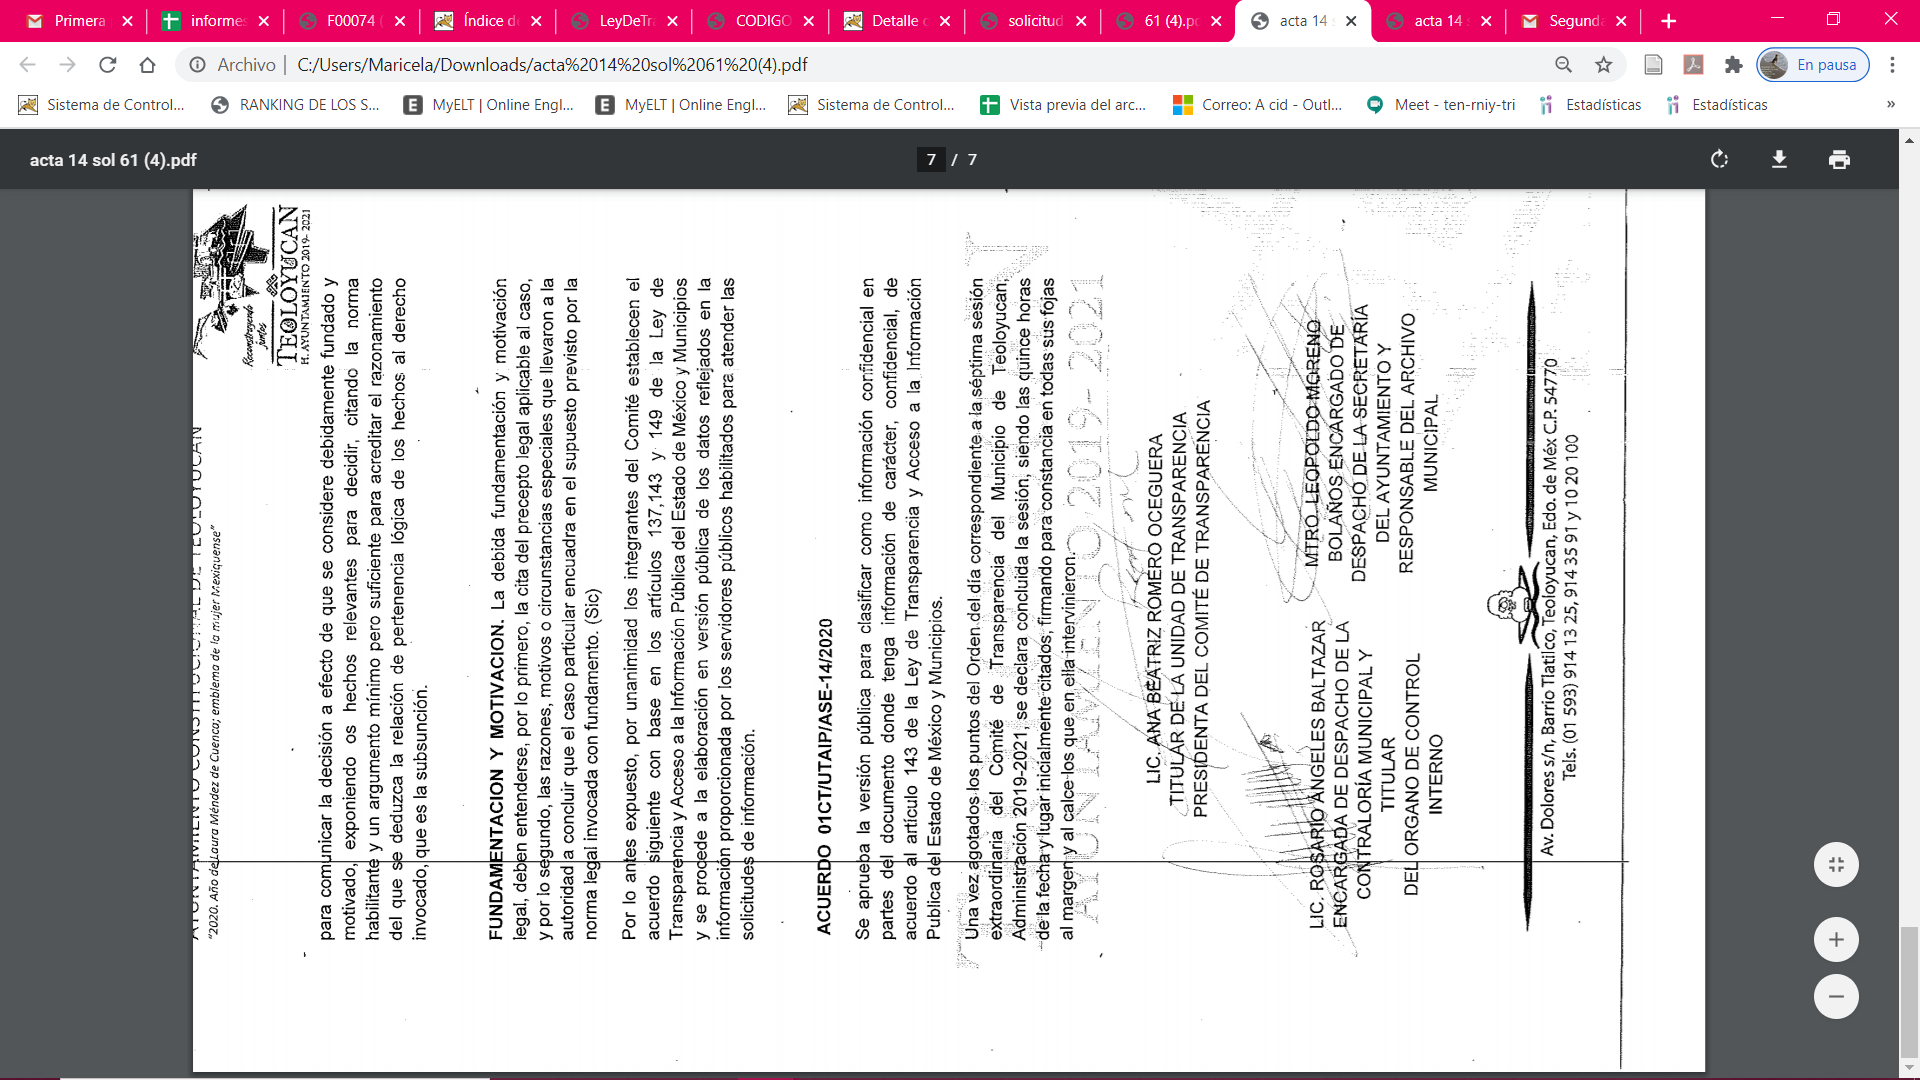 Primera
informes
F00074 (
Índice de
LeyDeTra
CODIGO
Detalle
solicitud
61 (4).pd
acta 14 s
acta 14
Segunda
Archivo
C:/Users/Maricela/Downloads/acta%2014%20sol%2061%20(4).pdf
En pausa
Sistema de Control...
RANKING DE LOS S...
MyELT | Online Engl...
MyELT | Online Engl...
Sistema de Control...
Vista previa del arc...
Correo: A cid - Outl...
Meet - ten-rniy-tri
Estadísticas
Estadísticas
»
acta 14 sol 61 (4).pdf
7 / 7
Reconstruyendo
juntos
TEOLOYUCAN
H. AYUNTAMIENTO 2019- 2021
AYUNTAMIENTO CONSTITUCIONAL DE TEOLOYUCAN
"2020. Año de Laura Méndez de Cuenca; emblema de la mujer Mexiquense"
para comunicar la decisión a efecto de que se considere debidamente fundado y
motivado, exponiendo os hechos relevantes para decidir, citando la norma
habilitante y un argumento mínimo pero suficiente para acreditar el razonamiento
del que se deduzca la relación de pertenencia lógica de los hechos al derecho
invocado, que es la subsunción.
FUNDAMENTACION Y MOTIVACION. La debida fundamentación y motivación
legal, deben entenderse, por lo primero, la cita del precepto legal aplicable al caso,
y por lo segundo, las razones, motivos o circunstancias especiales que llevaron a la
autoridad a concluir que el caso particular encuadra en el supuesto previsto por la
norma legal invocada con fundamento. (Sic)
Por lo antes expuesto, por unanimidad los integrantes del Comité establecen el
acuerdo siguiente con base en los artículos 137,143 y 149 de la Ley de
Transparencia y Acceso a la Información Pública del Estado de México y Municipios
y se procede a la elaboración en versión pública de los datos reflejados en la
información proporcionada por los servidores públicos habilitados para atender las
solicitudes de información.
ACUERDO 01CT/UTAIP/ASE-14/2020
Se aprueba la versión pública para clasificar como información confidencial en
partes del documento donde tenga información de carácter, confidencial, de
acuerdo al artículo 143 de la Ley de Transparencia y Acceso a la Información
Publica del Estado de México y Municipios.
Una vez agotados los puntos del Orden del día correspondiente a la séptima sesión
extraordinaria del Comité de Transparencia del Municipio de Teoloyucan,
Administración 2019-2021, se declara concluida la sesión, siendo las quince horas
de la fecha y lugar inicialmente citados, firmando para constancia en todas sus fojas
al margen y al calce los que en ella intervinieron.
AYUNTAMIENTO 2019- 2021
LIC. ANA BEATRIZ ROMERO OCEGUERA
TITULAR DE LA UNIDAD DE TRANSPARENCIA
PRESIDENTA DEL COMITÉ DE TRANSPARENCIA
LIC. ROSARIO ÁNGELES BALTAZAR
ENCARGADA DE DESPACHO DE LA
CONTRALORÍA MUNICIPAL Y
TITULAR
DEL ORGANO DE CONTROL
INTERNO
MTRO. LEOPOLDO MORENO
BOLAÑOS ENCARGADO DE
DESPACHO DE LA SECRETARÍA
DEL AYUNTAMIENTO Y
RESPONSABLE DEL ARCHIVO
MUNICIPAL
Av. Dolores s/n, Barrio Tlatilco, Teoloyucan, Edo. de Méx C.P. 54770
Tels. (01 593) 914 13 25, 914 35 91 y 10 20 100